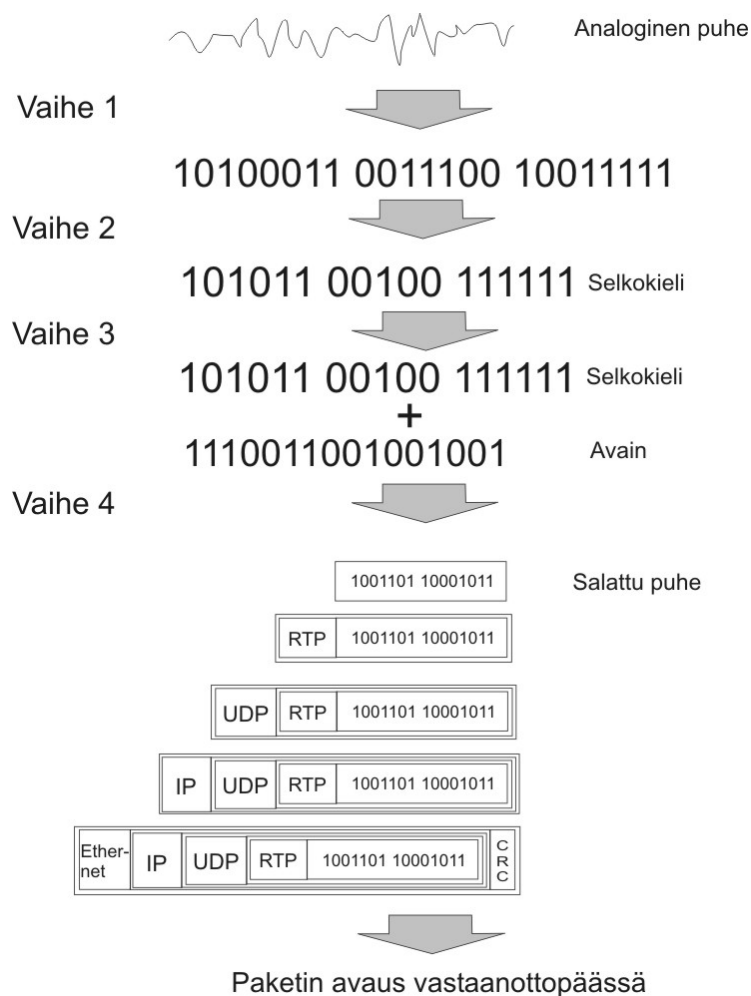 Analoginen puhe
Vaihe 1
10100011 0011100 10011111
Vaihe 2
101011 00100 111111 Selkokieli
Vaihe 3
101011 00100 111111 Selkokieli
+
1110011001001001 Avain
Vaihe 4
1001101 10001011 Salattu puhe
RTP 1001101 10001011
UDP RTP 1001101 10001011
IP UDP RTP 1001101 10001011
Ether-
net IP UDP RTP 1001101 10001011 CRC
Paketin avaus vastaanottopäässä